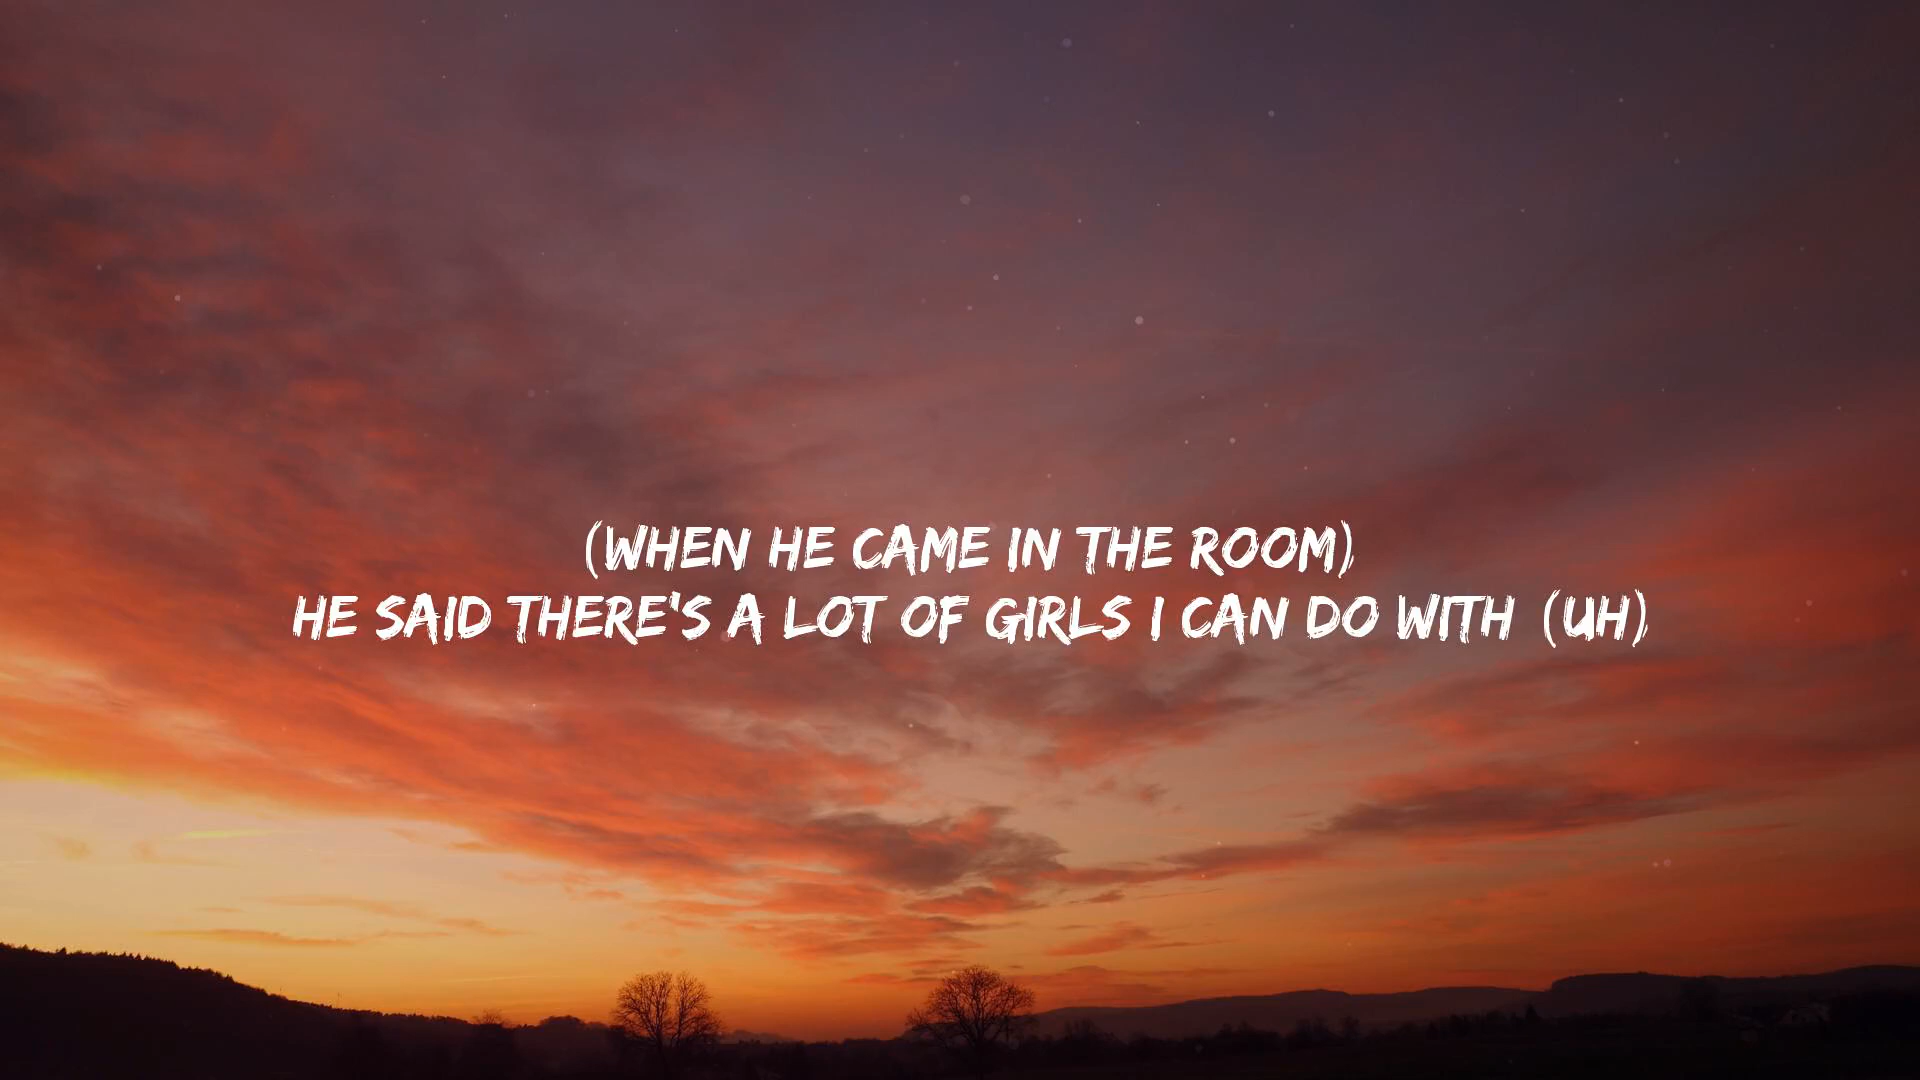 (WHEN HE CAME IN THE ROOM)
HE SAID THERE'S A LOT OF GIRLS I CAN DO WITH (UH)